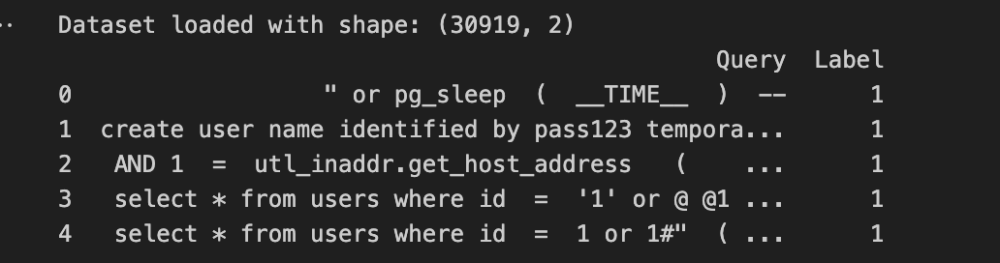 Dataset loaded with shape: (30919, 2)
Query Label
0 " or pg_sleep ( __TIME__ ) -- 1
1 create user name identified by pass123 tempora... 1
2 AND 1 = utl_inaddr.get_host_address ( ... 1
3 select * from users where id = '1' or @ @1 ... 1
4 select * from users where id = 1 or 1#" ( ... 1